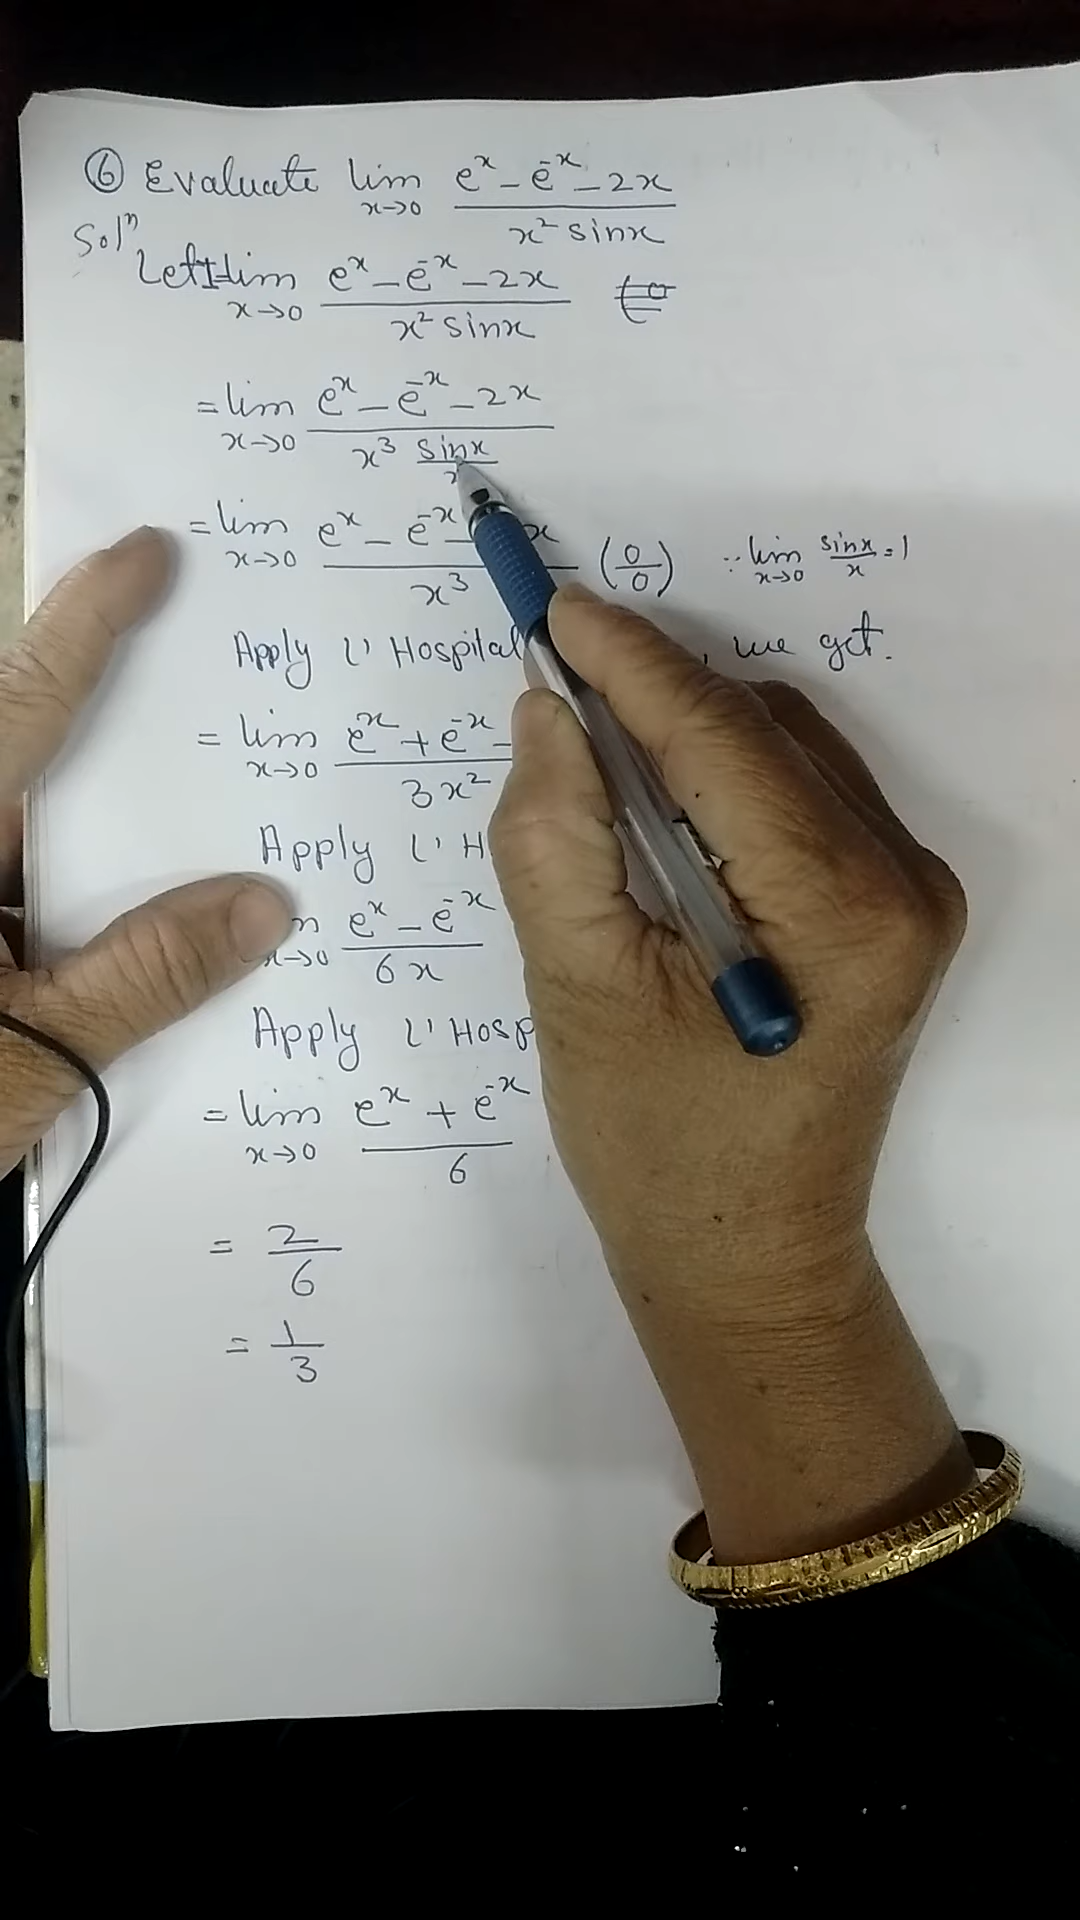 ⑥ Evaluate lim x→0 (e^x - e^-x - 2x)/(x² sinx)
Solⁿ
Let I = lim x→0 (e^x - e^-x - 2x)/(x² sinx)
= lim x→0 (e^x - e^-x - 2x)/(x³ sinx/x)
= lim x→0 (e^x - e^-x - x)/(x³) (0/0) ∵ lim x→0 sinx/x = 1
Apply L' Hospital , we get.
= lim x→0 (e^x + e^-x -)/(3x²)
Apply L' H
x→0 (e^x - e^-x)/(6x)
Apply L' Hosp
= lim x→0 (e^x + e^-x)/6
= 2/6
= 1/3